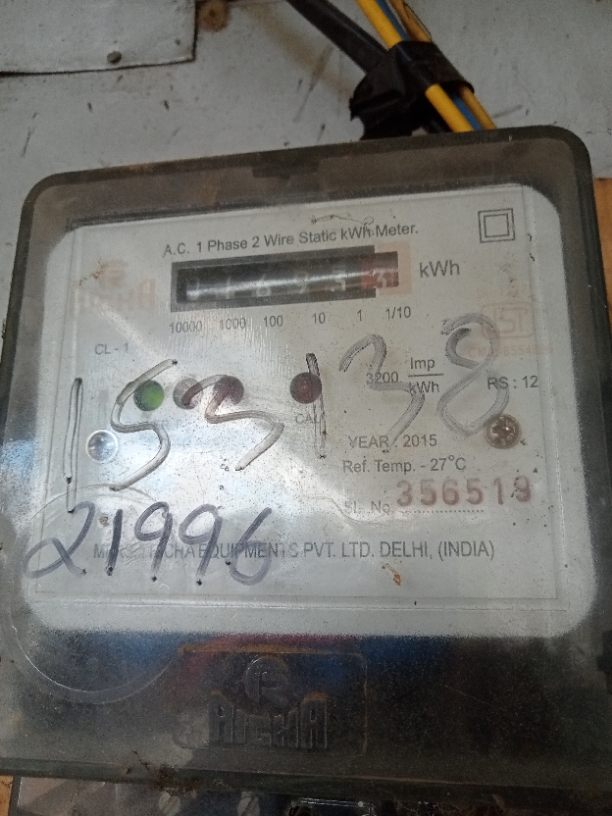 A.C. 1 Phase 2 Wire Static kWh Meter.
kWh
10000 1000 100 10 1 1/10
CL - 1
3200 Imp/kWh RS : 12
CAL
153138
YEAR : 2015
Ref. Temp. - 27°C
Sl. No. 356519
21996
EQUIPMENTS PVT. LTD. DELHI, (INDIA)